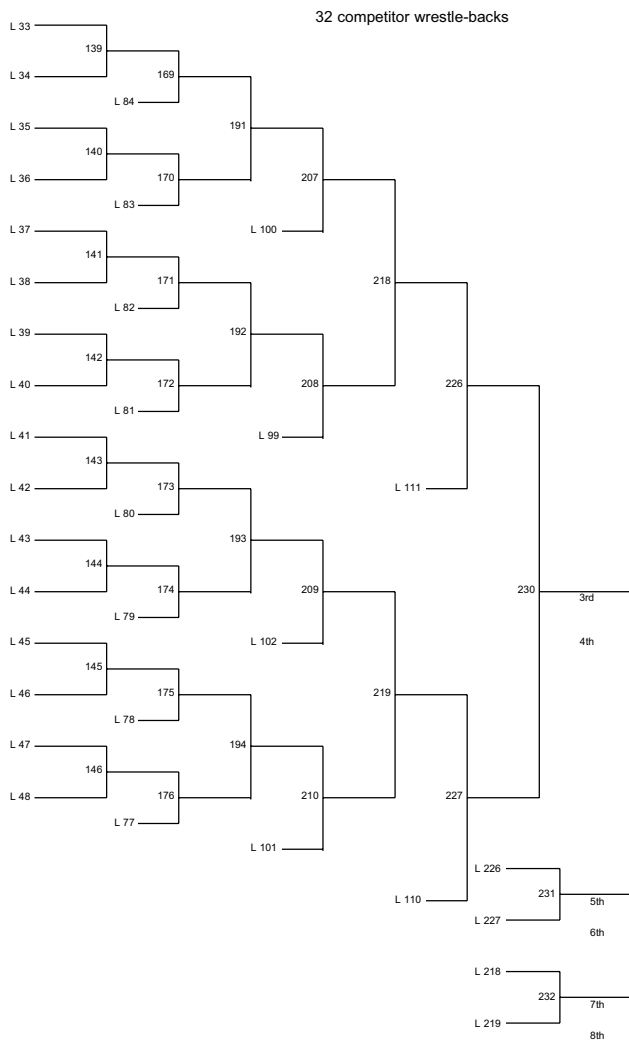 32 competitor wrestle-backs
L 33
139
L 34
169
L 84
191
L 35
140
L 36
170
L 83
207
L 100
L 37
141
L 38
171
L 82
218
192
L 39
142
L 40
172
L 81
208
L 99
226
L 41
143
L 42
173
L 80
L 111
193
L 43
144
L 44
174
L 79
209
L 102
230
3rd
4th
L 45
145
L 46
175
L 78
219
194
L 47
146
L 48
176
L 77
210
L 101
227
L 110
L 226
231
5th
L 227
6th
L 218
232
7th
L 219
8th